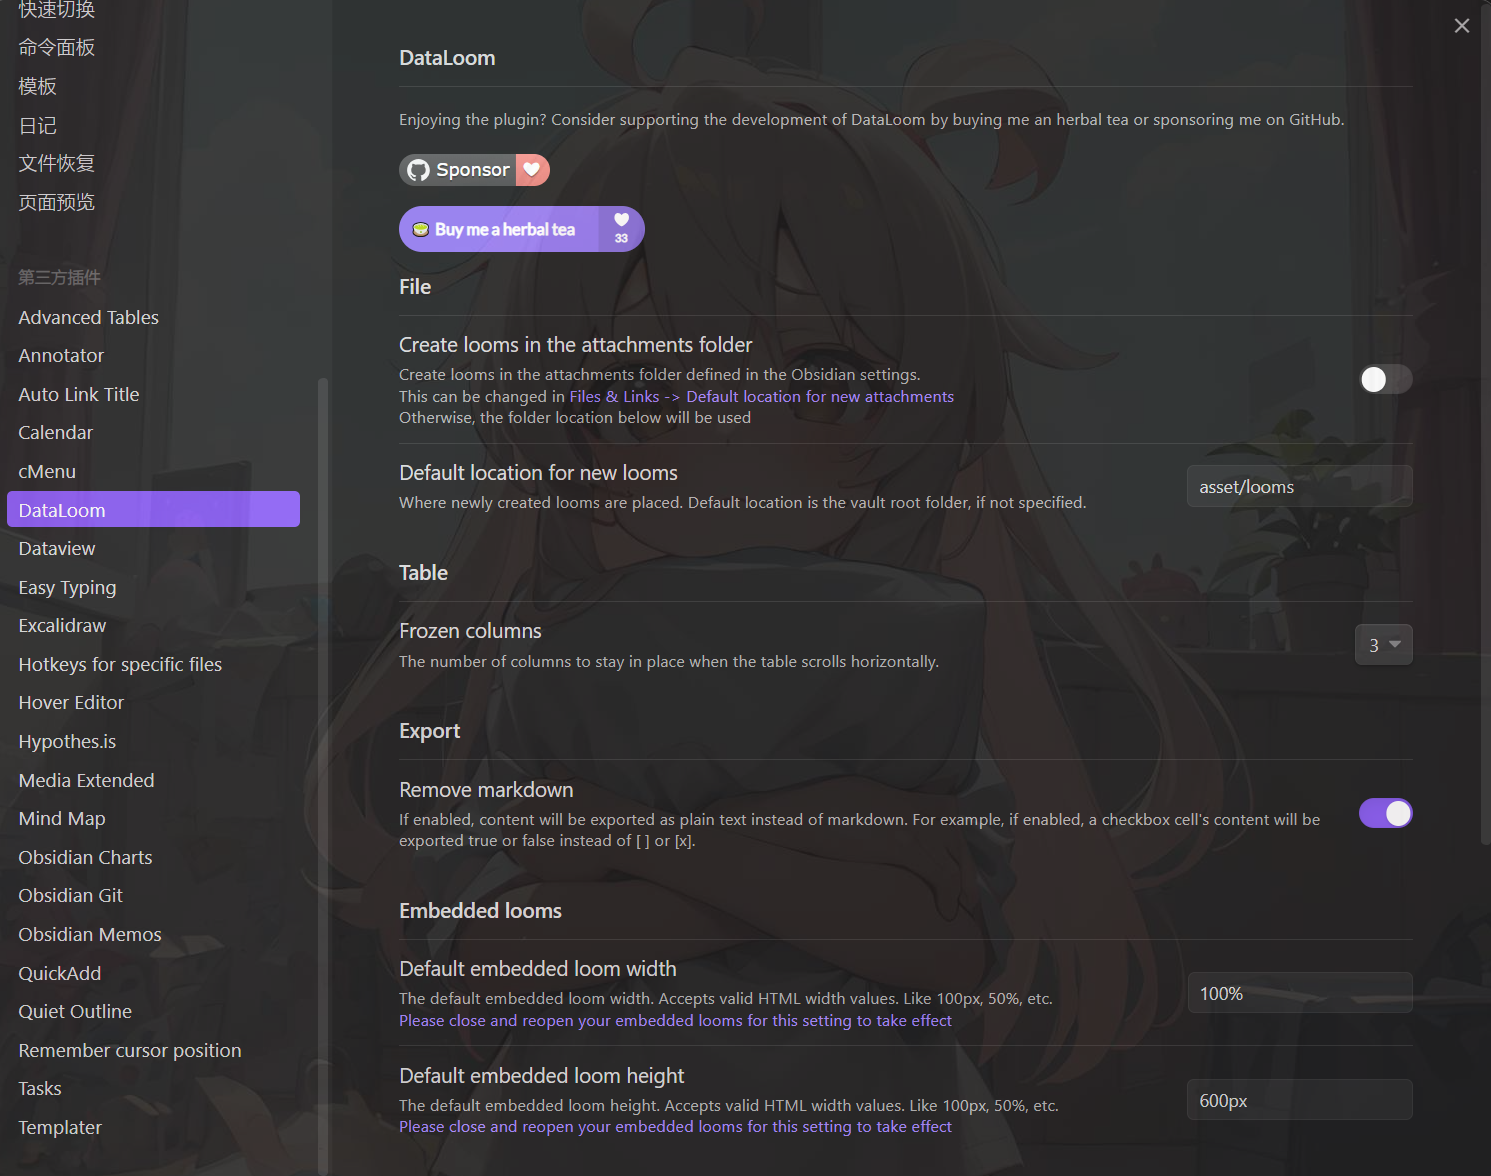 快速切换
命令面板
模板
日记
文件恢复
页面预览
第三方插件
Advanced Tables
Annotator
Auto Link Title
Calendar
cMenu
DataLoom
Dataview
Easy Typing
Excalidraw
Hotkeys for specific files
Hover Editor
Hypothes.is
Media Extended
Mind Map
Obsidian Charts
Obsidian Git
Obsidian Memos
QuickAdd
Quiet Outline
Remember cursor position
Tasks
Templater
DataLoom
Enjoying the plugin? Consider supporting the development of DataLoom by buying me an herbal tea or sponsoring me on GitHub.
Sponsor
Buy me a herbal tea
33
File
Create looms in the attachments folder
Create looms in the attachments folder defined in the Obsidian settings.
This can be changed in Files & Links -> Default location for new attachments
Otherwise, the folder location below will be used
Default location for new looms
Where newly created looms are placed. Default location is the vault root folder, if not specified.
asset/looms
Table
Frozen columns
The number of columns to stay in place when the table scrolls horizontally.
3
Export
Remove markdown
If enabled, content will be exported as plain text instead of markdown. For example, if enabled, a checkbox cell's content will be
exported true or false instead of [ ] or [x].
Embedded looms
Default embedded loom width
The default embedded loom width. Accepts valid HTML width values. Like 100px, 50%, etc.
Please close and reopen your embedded looms for this setting to take effect
100%
Default embedded loom height
The default embedded loom height. Accepts valid HTML width values. Like 100px, 50%, etc.
Please close and reopen your embedded looms for this setting to take effect
600px